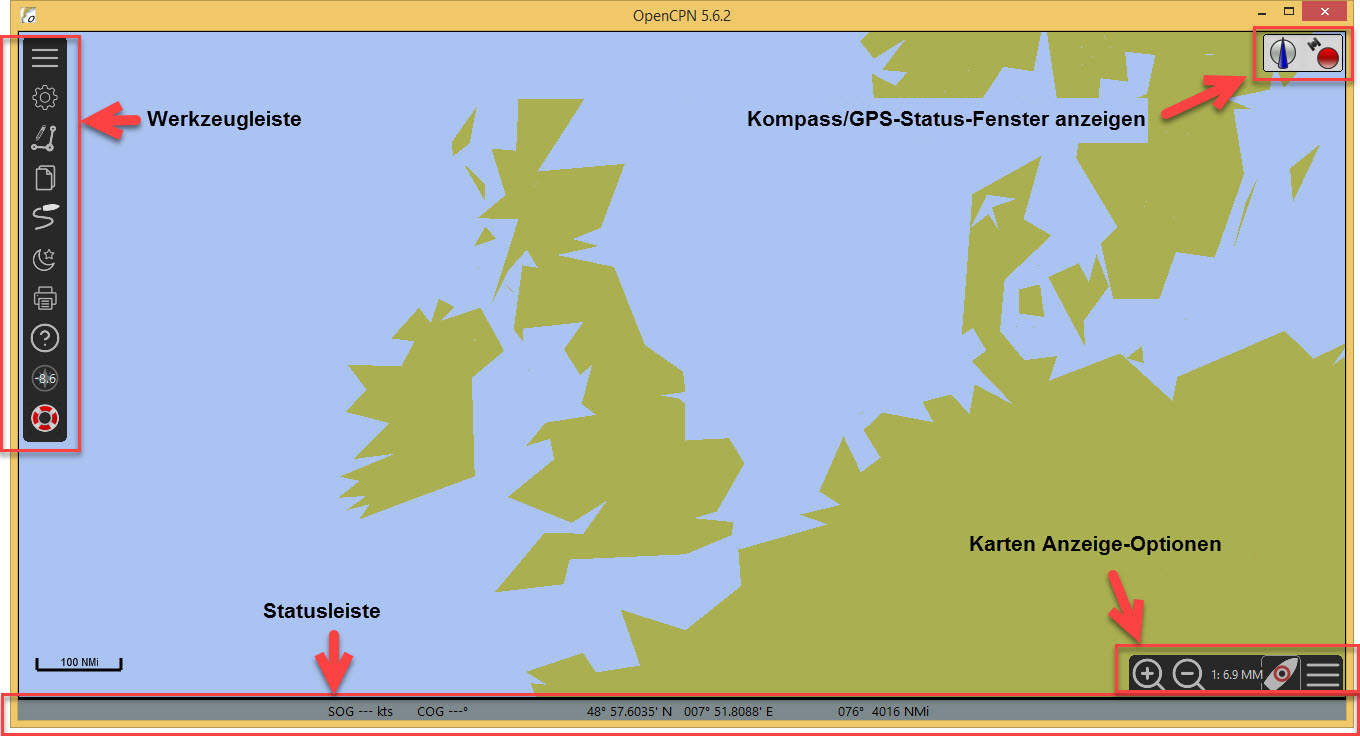 OpenCPN 5.6.2
Werkzeugleiste
Kompass/GPS-Status-Fenster anzeigen
?
-8.6
Karten Anzeige-Optionen
Statusleiste
100 NMi
1: 6.9 MM
SOG --- kts COG ---° 48° 57.6035' N 007° 51.8088' E 076° 4016 NMi